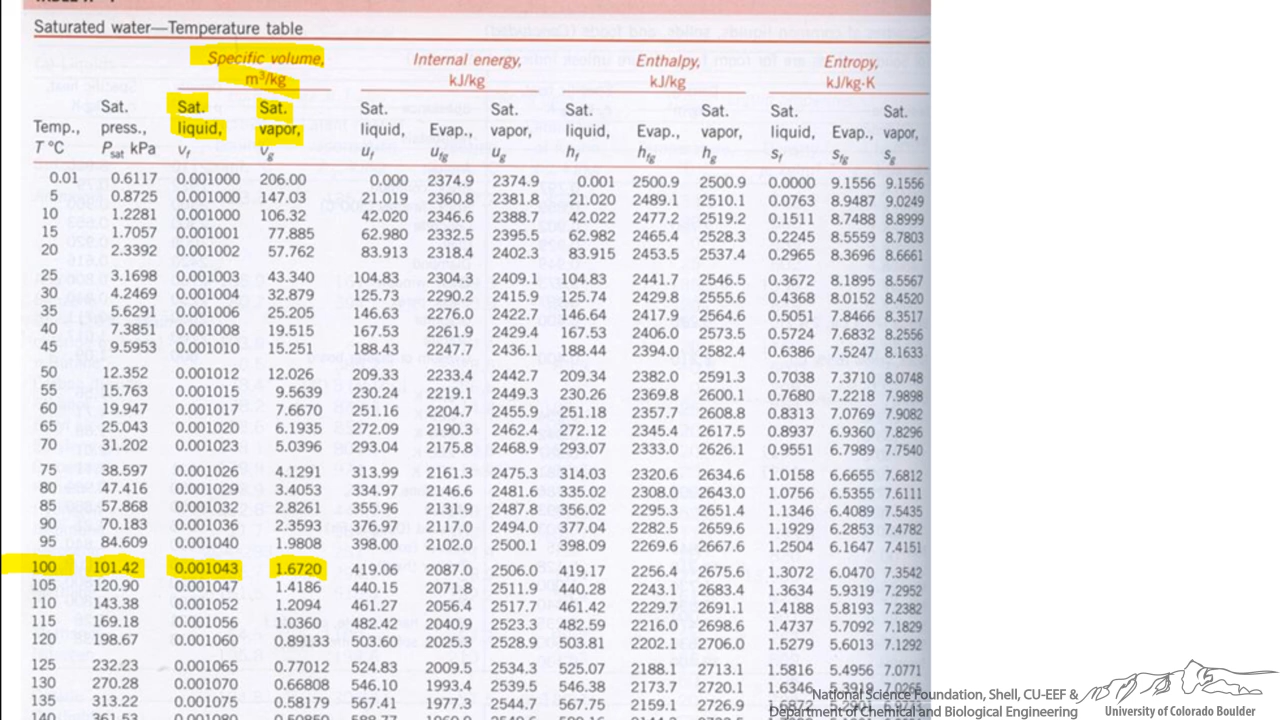 Saturated water—Temperature table
Specific volume, Internal energy, Enthalpy, Entropy,
m³/kg kJ/kg kJ/kg kJ/kg·K
Sat. Sat. Sat. Sat. Sat. Sat. Sat. Sat. Sat.
Temp., press., liquid, vapor, liquid, Evap., vapor, liquid, Evap., vapor, liquid, Evap., vapor,
T °C Psat kPa vf vg uf ufg ug hf hfg hg sf sfg sg
0.01 0.6117 0.001000 206.00 0.000 2374.9 2374.9 0.001 2500.9 2500.9 0.0000 9.1556 9.1556
5 0.8725 0.001000 147.03 21.019 2360.8 2381.8 21.020 2489.1 2510.1 0.0763 8.9487 9.0249
10 1.2281 0.001000 106.32 42.020 2346.6 2388.7 42.022 2477.2 2519.2 0.1511 8.7488 8.8999
15 1.7057 0.001001 77.885 62.980 2332.5 2395.5 62.982 2465.4 2528.3 0.2245 8.5559 8.7803
20 2.3392 0.001002 57.762 83.913 2318.4 2402.3 83.915 2453.5 2537.4 0.2965 8.3696 8.6661
25 3.1698 0.001003 43.340 104.83 2304.3 2409.1 104.83 2441.7 2546.5 0.3672 8.1895 8.5567
30 4.2469 0.001004 32.879 125.73 2290.2 2415.9 125.74 2429.8 2555.6 0.4368 8.0152 8.4520
35 5.6291 0.001006 25.205 146.63 2276.0 2422.7 146.64 2417.9 2564.6 0.5051 7.8466 8.3517
40 7.3851 0.001008 19.515 167.53 2261.9 2429.4 167.53 2406.0 2573.5 0.5724 7.6832 8.2556
45 9.5953 0.001010 15.251 188.43 2247.7 2436.1 188.44 2394.0 2582.4 0.6386 7.5247 8.1633
50 12.352 0.001012 12.026 209.33 2233.4 2442.7 209.34 2382.0 2591.3 0.7038 7.3710 8.0748
55 15.763 0.001015 9.5639 230.24 2219.1 2449.3 230.26 2369.8 2600.1 0.7680 7.2218 7.9898
60 19.947 0.001017 7.6670 251.16 2204.7 2455.9 251.18 2357.7 2608.8 0.8313 7.0769 7.9082
65 25.043 0.001020 6.1935 272.09 2190.3 2462.4 272.12 2345.4 2617.5 0.8937 6.9360 7.8296
70 31.202 0.001023 5.0396 293.04 2175.8 2468.9 293.07 2333.0 2626.1 0.9551 6.7989 7.7540
75 38.597 0.001026 4.1291 313.99 2161.3 2475.3 314.03 2320.6 2634.6 1.0158 6.6655 7.6812
80 47.416 0.001029 3.4053 334.97 2146.6 2481.6 335.02 2308.0 2643.0 1.0756 6.5355 7.6111
85 57.868 0.001032 2.8261 355.96 2131.9 2487.8 356.02 2295.3 2651.4 1.1346 6.4089 7.5435
90 70.183 0.001036 2.3593 376.97 2117.0 2494.0 377.04 2282.5 2659.6 1.1929 6.2853 7.4782
95 84.609 0.001040 1.9808 398.00 2102.0 2500.1 398.09 2269.6 2667.6 1.2504 6.1647 7.4151
100 101.42 0.001043 1.6720 419.06 2087.0 2506.0 419.17 2256.4 2675.6 1.3072 6.0470 7.3542
105 120.90 0.001047 1.4186 440.15 2071.8 2511.9 440.28 2243.1 2683.4 1.3634 5.9319 7.2952
110 143.38 0.001052 1.2094 461.27 2056.4 2517.7 461.42 2229.7 2691.1 1.4188 5.8193 7.2382
115 169.18 0.001056 1.0360 482.42 2040.9 2523.3 482.59 2216.0 2698.6 1.4737 5.7092 7.1829
120 198.67 0.001060 0.89133 503.60 2025.3 2528.9 503.81 2202.1 2706.0 1.5279 5.6013 7.1292
125 232.23 0.001065 0.77012 524.83 2009.5 2534.3 525.07 2188.1 2713.1 1.5816 5.4956 7.0771
130 270.28 0.001070 0.66808 546.10 1993.4 2539.5 546.38 2173.7 2720.1 1.6346
135 313.22 0.001075 0.58179 567.41 1977.3 2544.7 567.75 2159.1 2726.9
National Science Foundation, Shell, CU-EEF &
Department of Chemical and Biological Engineering
University of Colorado Boulder